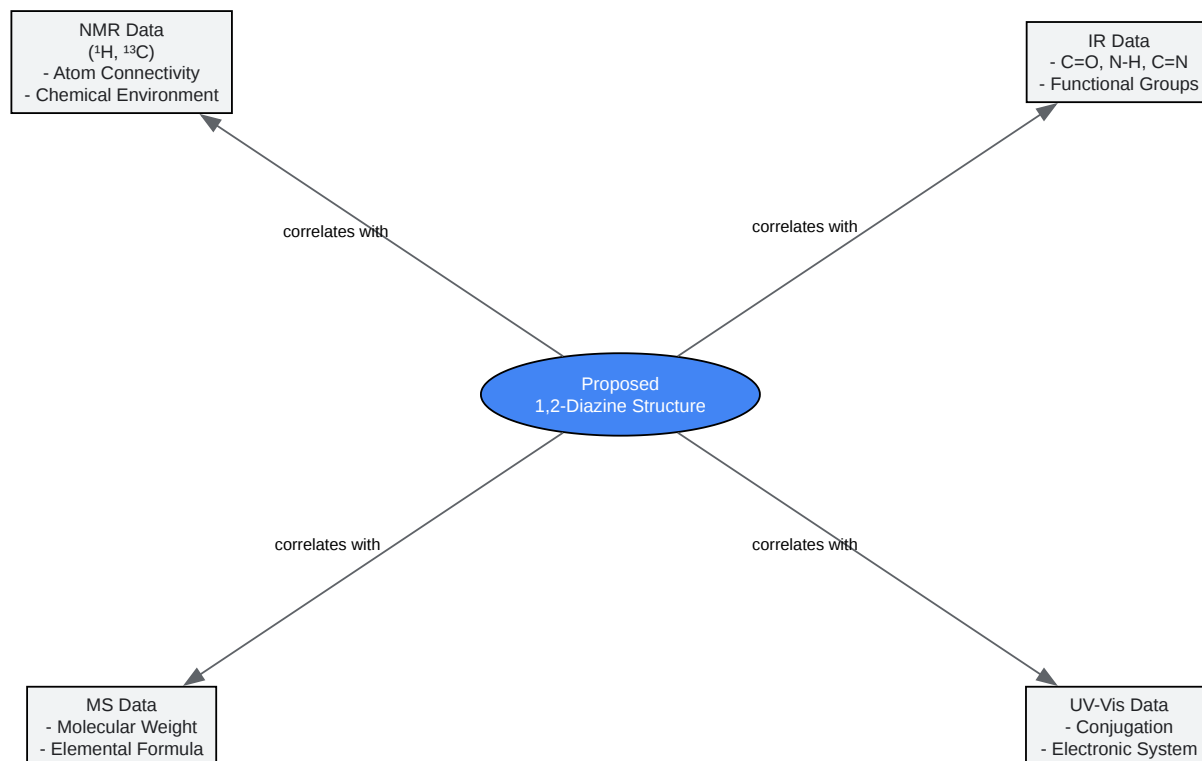 NMR Data
(¹H, ¹³C)
- Atom Connectivity
- Chemical Environment
IR Data
- C=O, N-H, C=N
- Functional Groups
correlates with
correlates with
Proposed
1,2-Diazine Structure
correlates with
correlates with
MS Data
- Molecular Weight
- Elemental Formula
UV-Vis Data
- Conjugation
- Electronic System